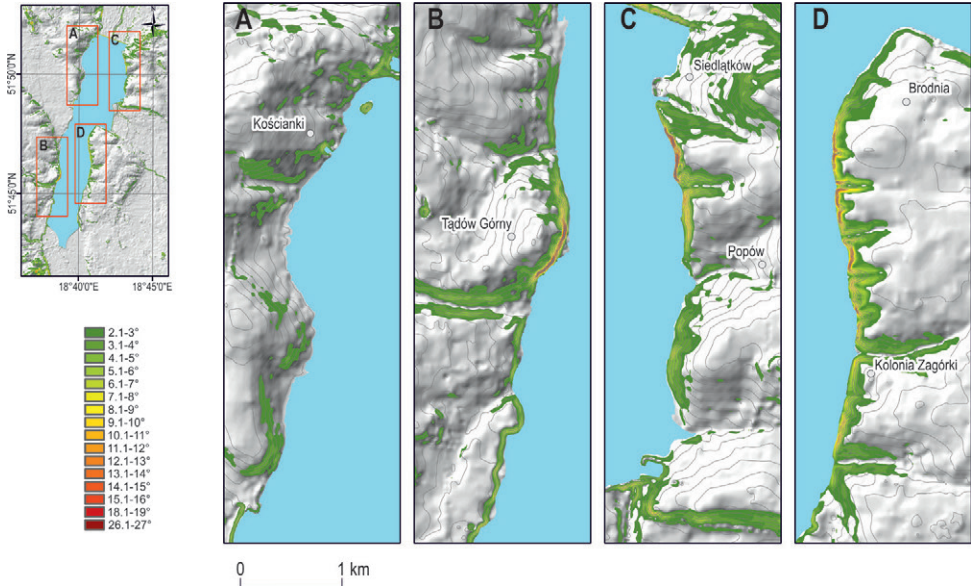 A
C
B
D
N
51°50'0"N
51°45'0"N
18°40'0"E
18°45'0"E
2.1-3°
3.1-4°
4.1-5°
5.1-6°
6.1-7°
7.1-8°
8.1-9°
9.1-10°
10.1-11°
11.1-12°
12.1-13°
13.1-14°
14.1-15°
15.1-16°
18.1-19°
26.1-27°
A
Kościanki
B
Tądów Górny
C
Siedlątków
Popów
D
Brodnia
Kolonia Zagórki
0 1 km